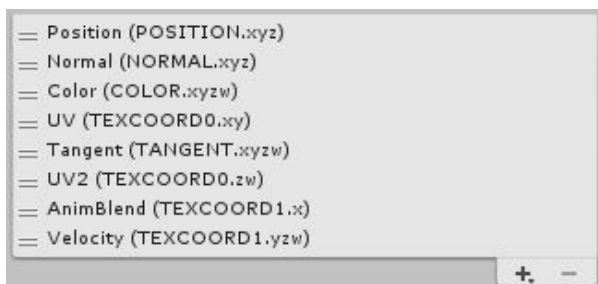 Position (POSITION.xyz)
Normal (NORMAL.xyz)
Color (COLOR.xyzw)
UV (TEXCOORD0.xy)
Tangent (TANGENT.xyzw)
UV2 (TEXCOORD0.zw)
AnimBlend (TEXCOORD1.x)
Velocity (TEXCOORD1.yzw)